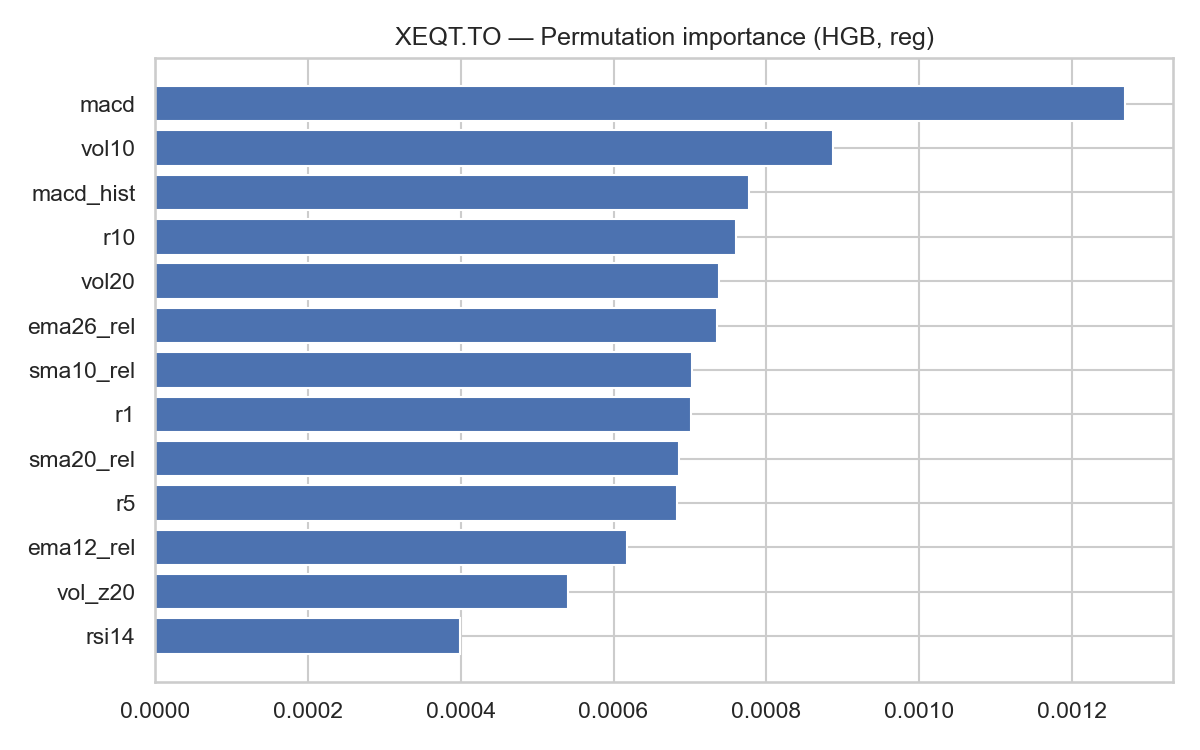 XEQT.TO — Permutation importance (HGB, reg)
macd
vol10
macd_hist
r10
vol20
ema26_rel
sma10_rel
r1
sma20_rel
r5
ema12_rel
vol_z20
rsi14
0.0000 0.0002 0.0004 0.0006 0.0008 0.0010 0.0012